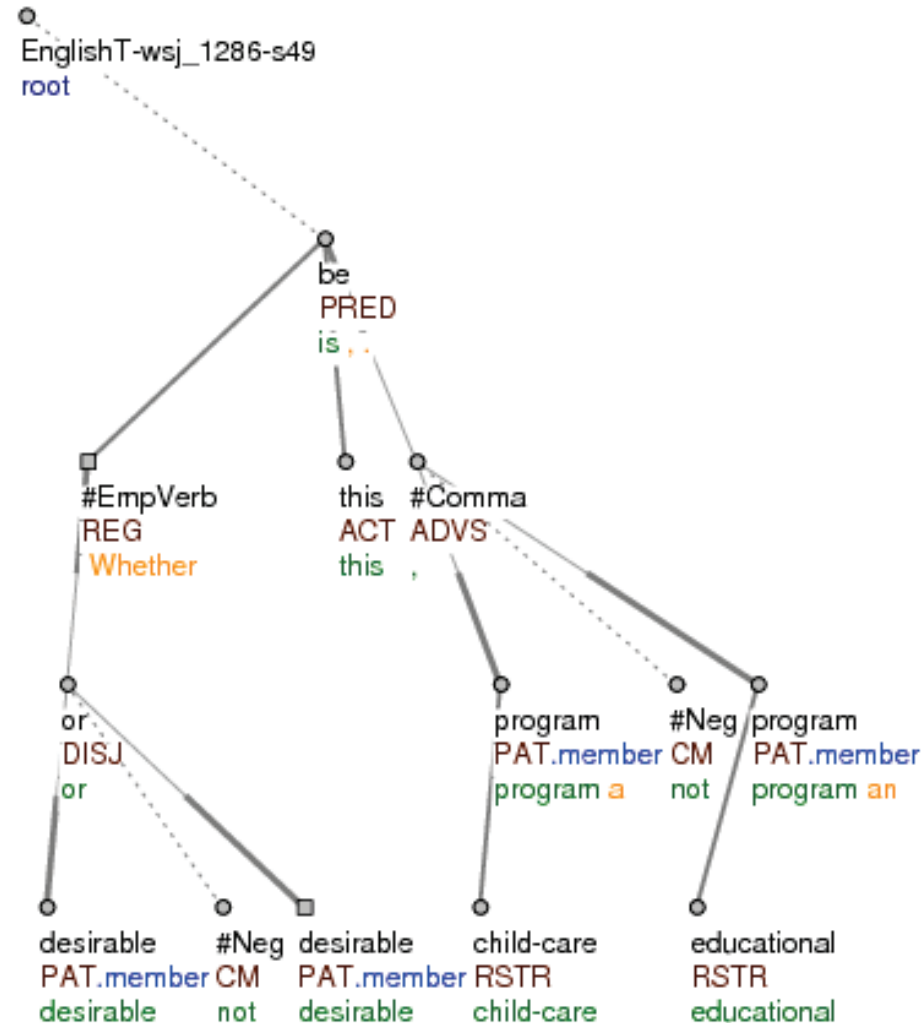 EnglishT-wsj_1286-s49
root
be
PRED
is , .
#EmpVerb this #Comma
REG ACT ADVS
Whether this ,
or program #Neg program
DISJ PAT.member CM PAT.member
or program a not program an
desirable #Neg desirable child-care educational
PAT.member CM PAT.member RSTR RSTR
desirable not desirable child-care educational